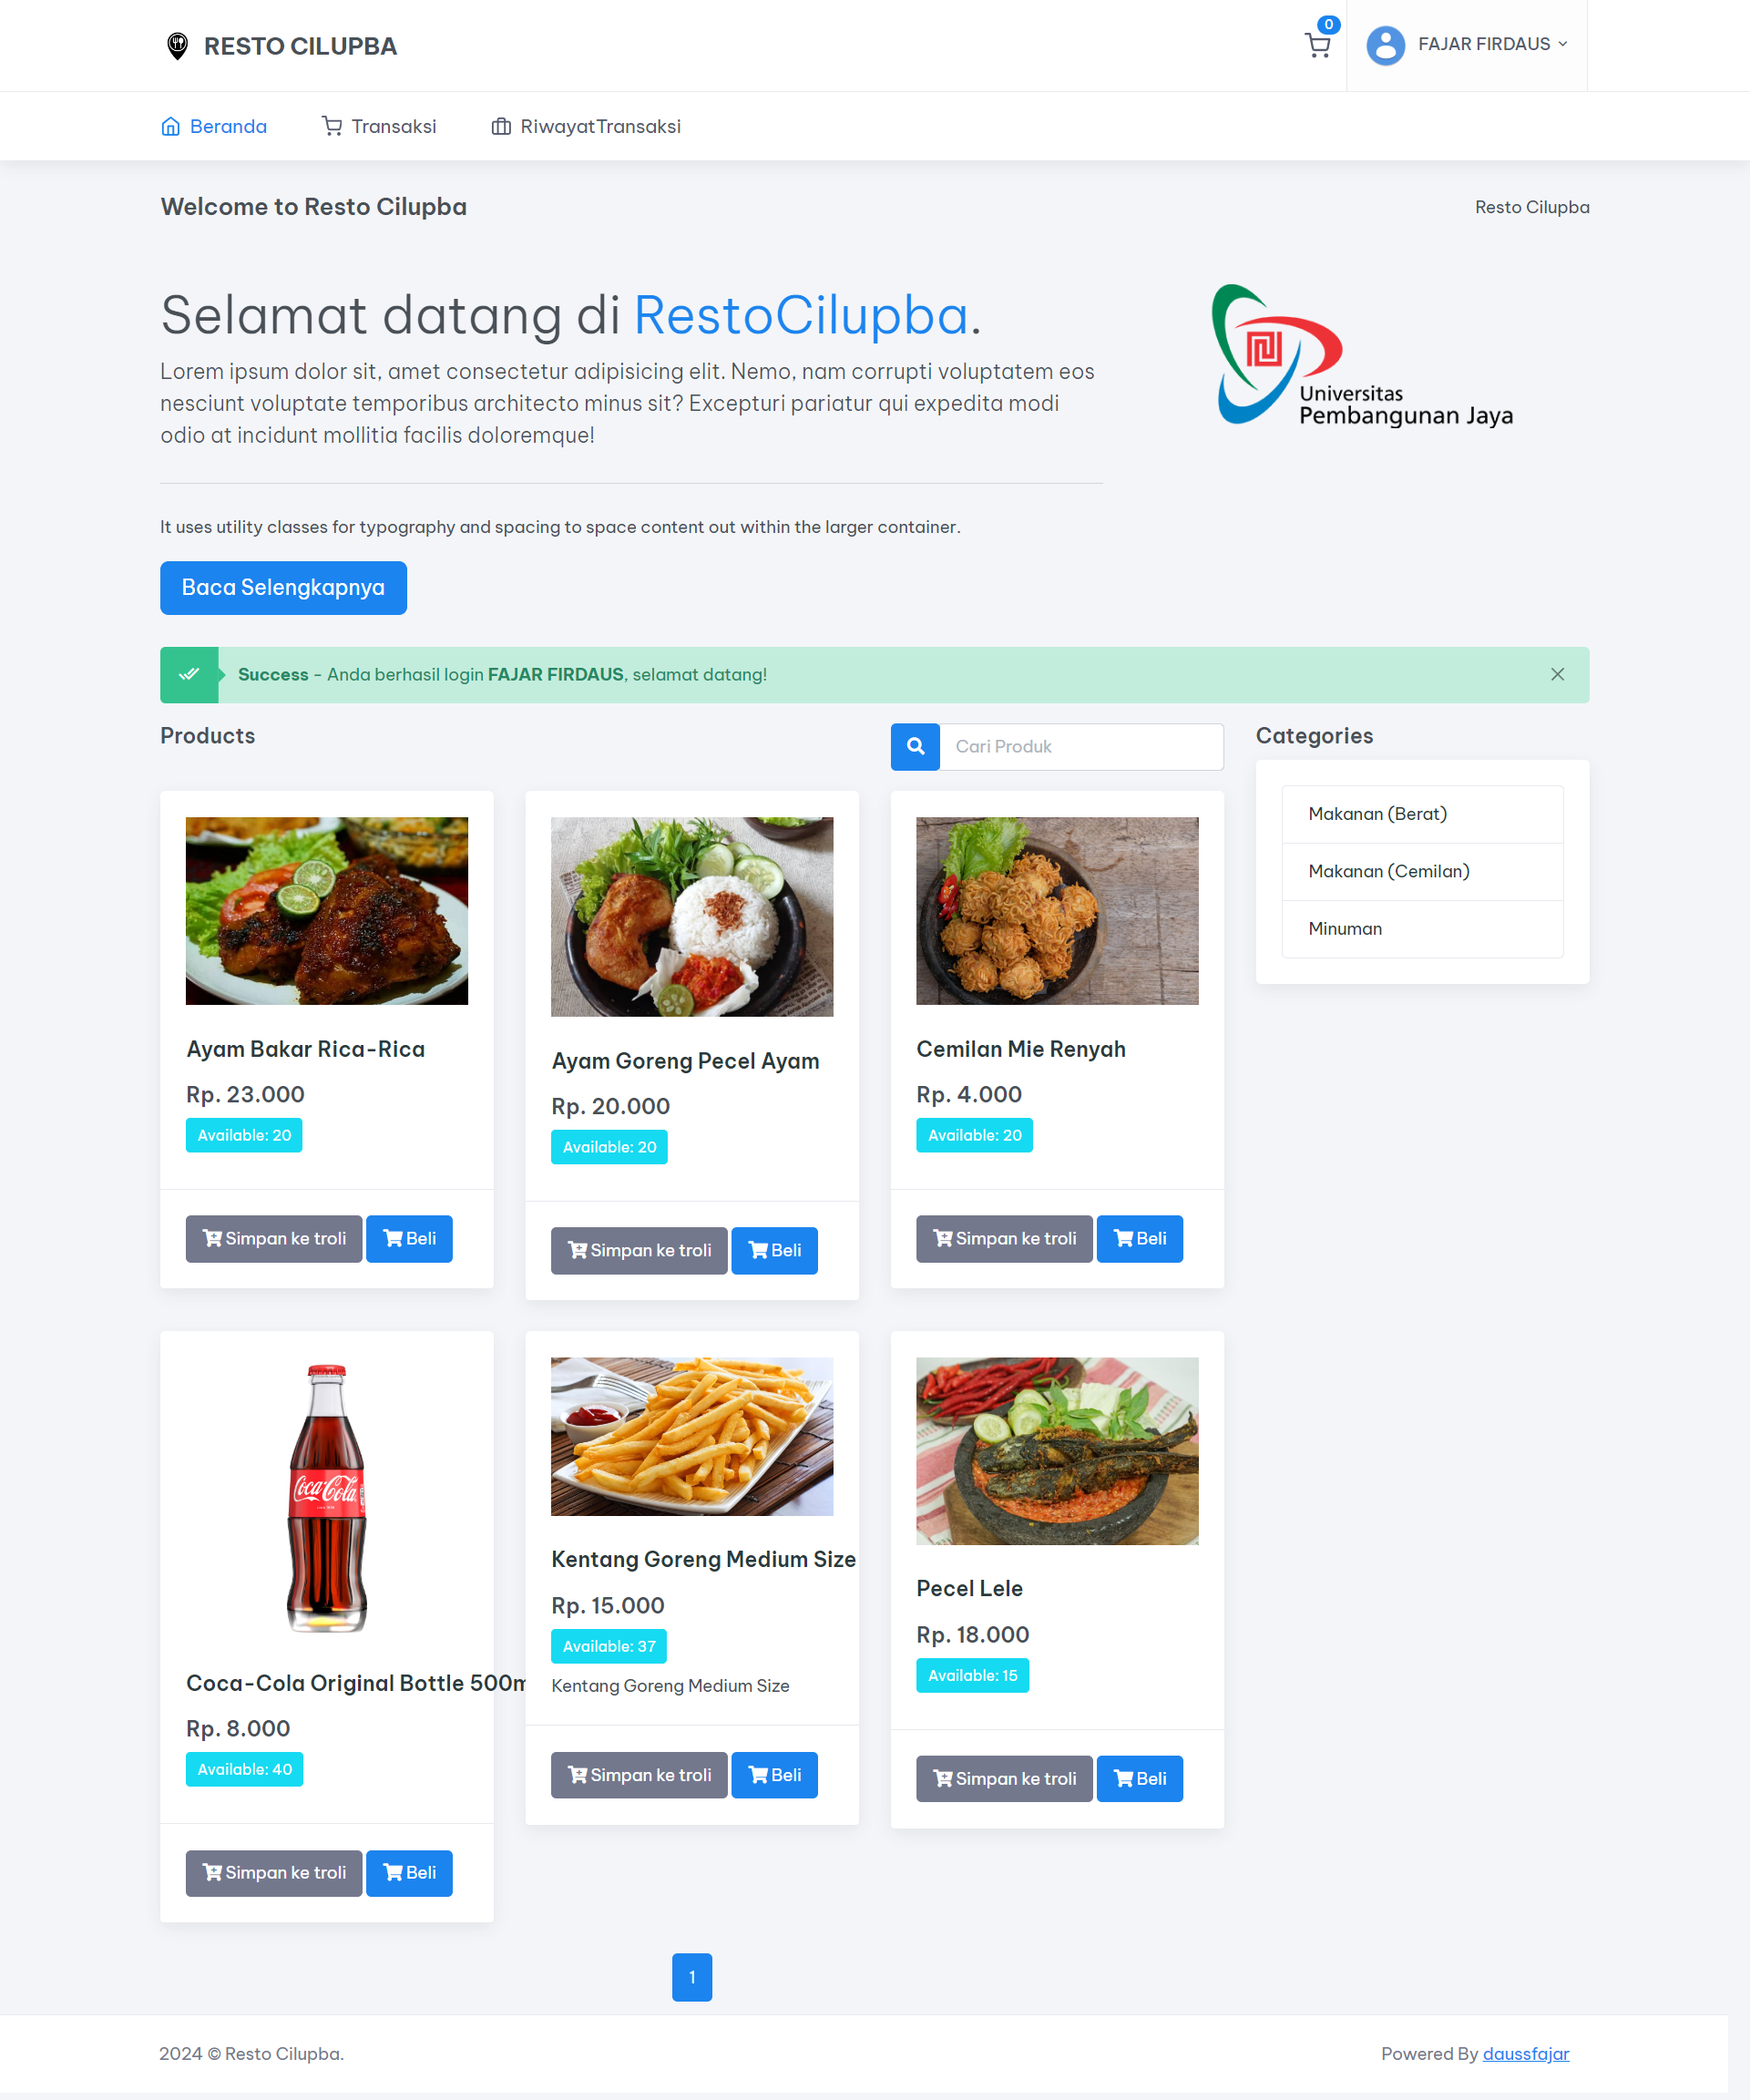 RESTO CILUPBA
0
FAJAR FIRDAUS
Beranda
Transaksi
RiwayatTransaksi
Welcome to Resto Cilupba
Resto Cilupba
Selamat datang di RestoCilupba.
Lorem ipsum dolor sit, amet consectetur adipisicing elit. Nemo, nam corrupti voluptatem eos
nesciunt voluptate temporibus architecto minus sit? Excepturi pariatur qui expedita modi
odio at incidunt mollitia facilis doloremque!
Universitas
Pembangunan Jaya
It uses utility classes for typography and spacing to space content out within the larger container.
Baca Selengkapnya
Success - Anda berhasil login FAJAR FIRDAUS, selamat datang!
Products
Cari Produk
Categories
Makanan (Berat)
Makanan (Cemilan)
Minuman
Ayam Bakar Rica-Rica
Rp. 23.000
Available: 20
Simpan ke troli
Beli
Ayam Goreng Pecel Ayam
Rp. 20.000
Available: 20
Simpan ke troli
Beli
Cemilan Mie Renyah
Rp. 4.000
Available: 20
Simpan ke troli
Beli
Coca-Cola
Coca-Cola Original Bottle 500m
Rp. 8.000
Available: 40
Simpan ke troli
Beli
Kentang Goreng Medium Size
Rp. 15.000
Available: 37
Kentang Goreng Medium Size
Simpan ke troli
Beli
Pecel Lele
Rp. 18.000
Available: 15
Simpan ke troli
Beli
1
2024 © Resto Cilupba.
Powered By daussfajar